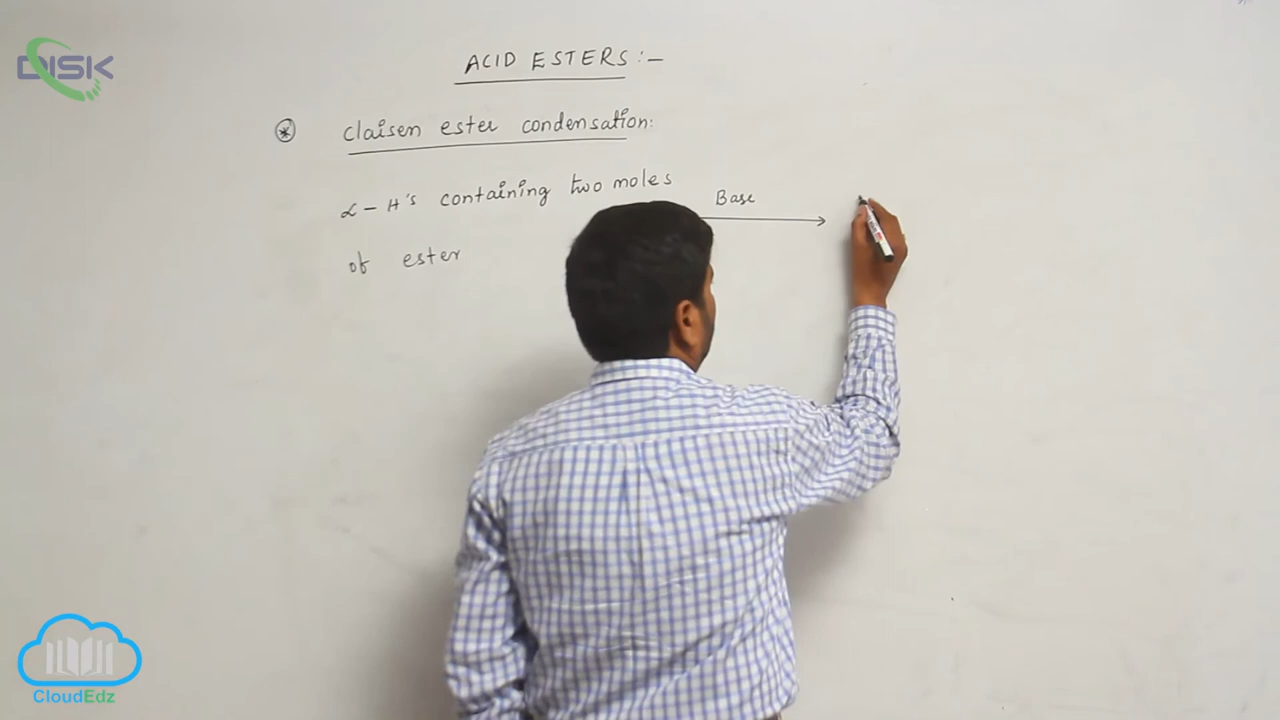 DISK
ACID ESTERS :-
* Claisen ester condensation:
α - H's containing two moles
Base
of ester
CloudEdz